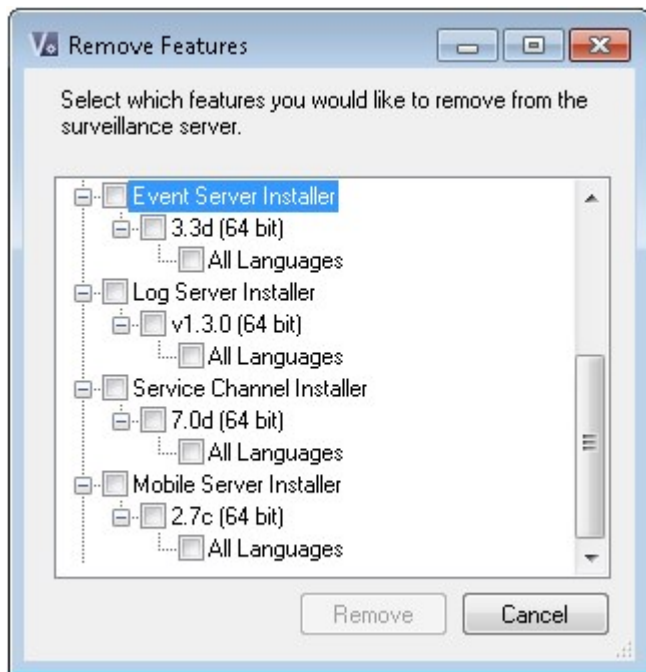 Remove Features
Select which features you would like to remove from the
surveillance server.
Event Server Installer
3.3d (64 bit)
All Languages
Log Server Installer
v1.3.0 (64 bit)
All Languages
Service Channel Installer
7.0d (64 bit)
All Languages
Mobile Server Installer
2.7c (64 bit)
All Languages
Remove
Cancel